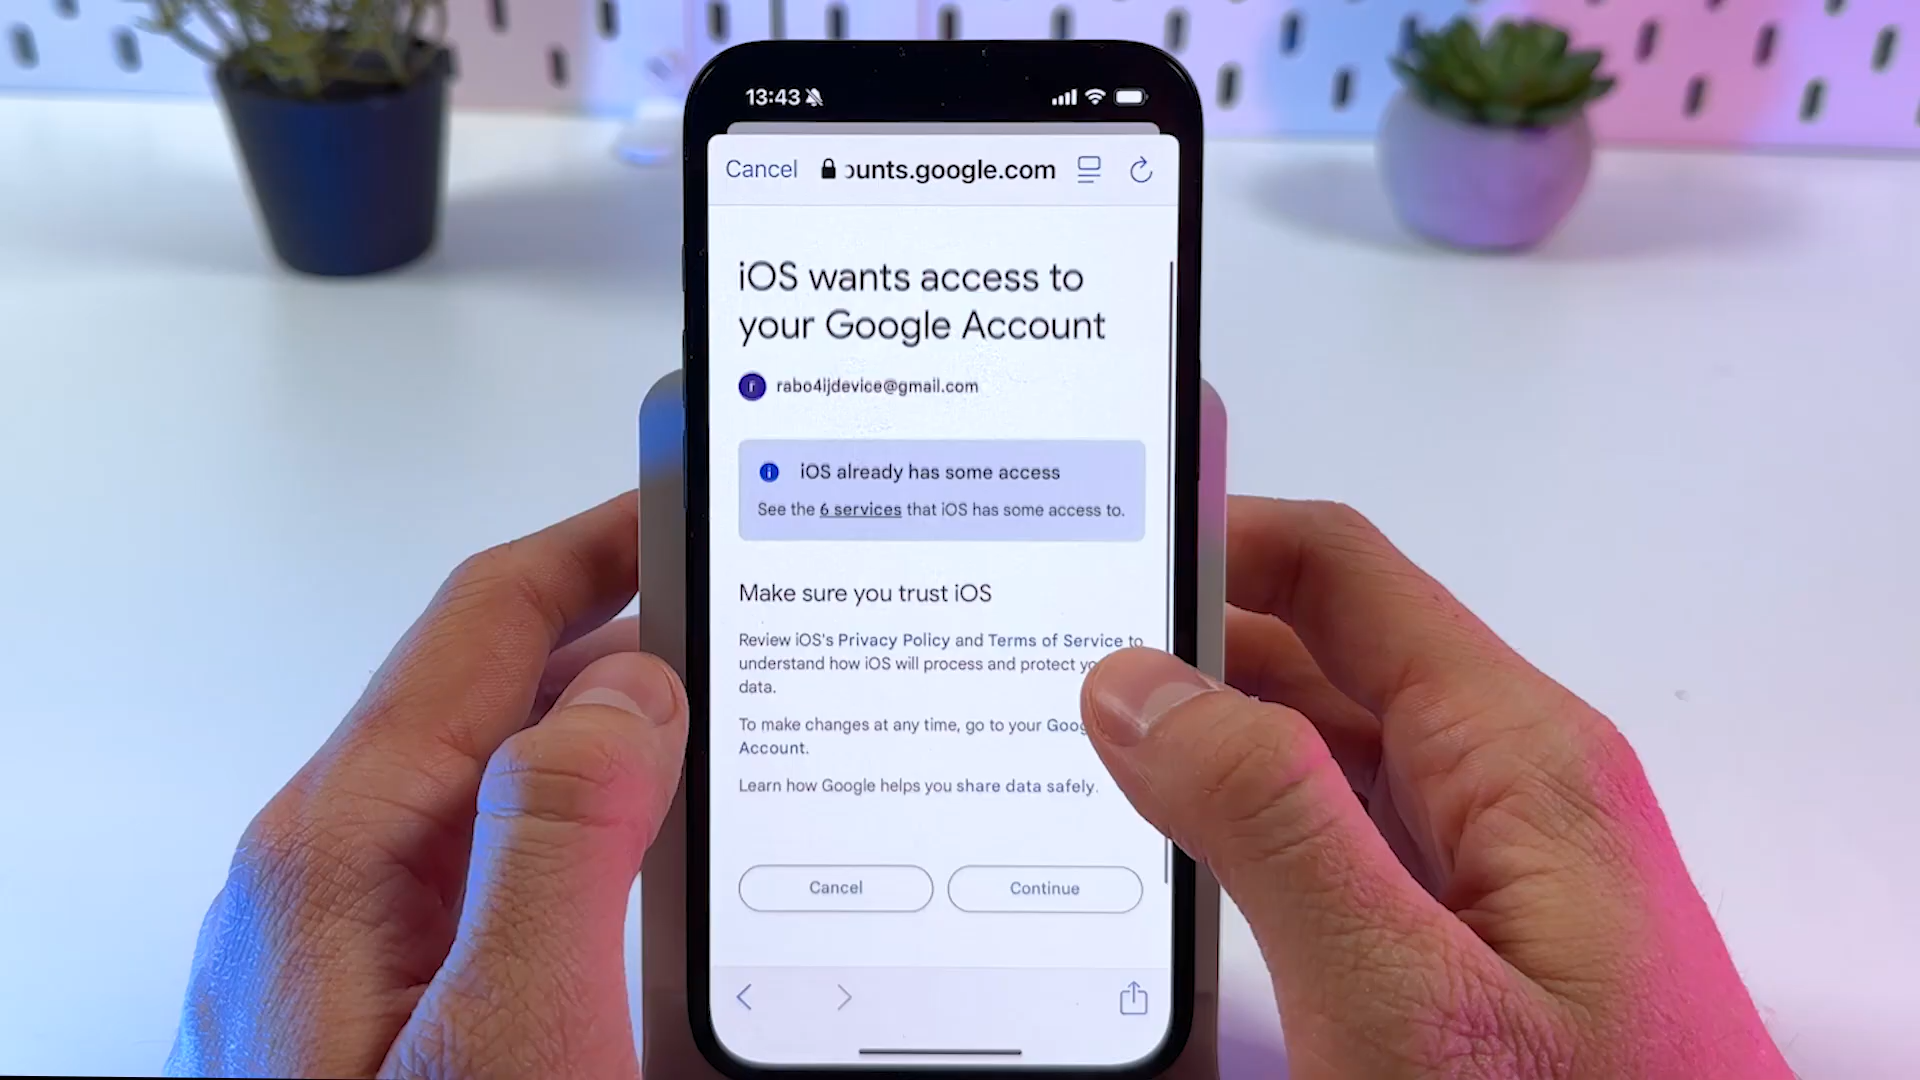 13:43
Cancel
ounts.google.com
iOS wants access to
your Google Account
r
rabo4ijdevice@gmail.com
iOS already has some access
See the 6 services that iOS has some access to.
Make sure you trust iOS
Review iOS's Privacy Policy and Terms of Service to
understand how iOS will process and protect yo
data.
To make changes at any time, go to your Goog
Account.
Learn how Google helps you share data safely.
Cancel
Continue